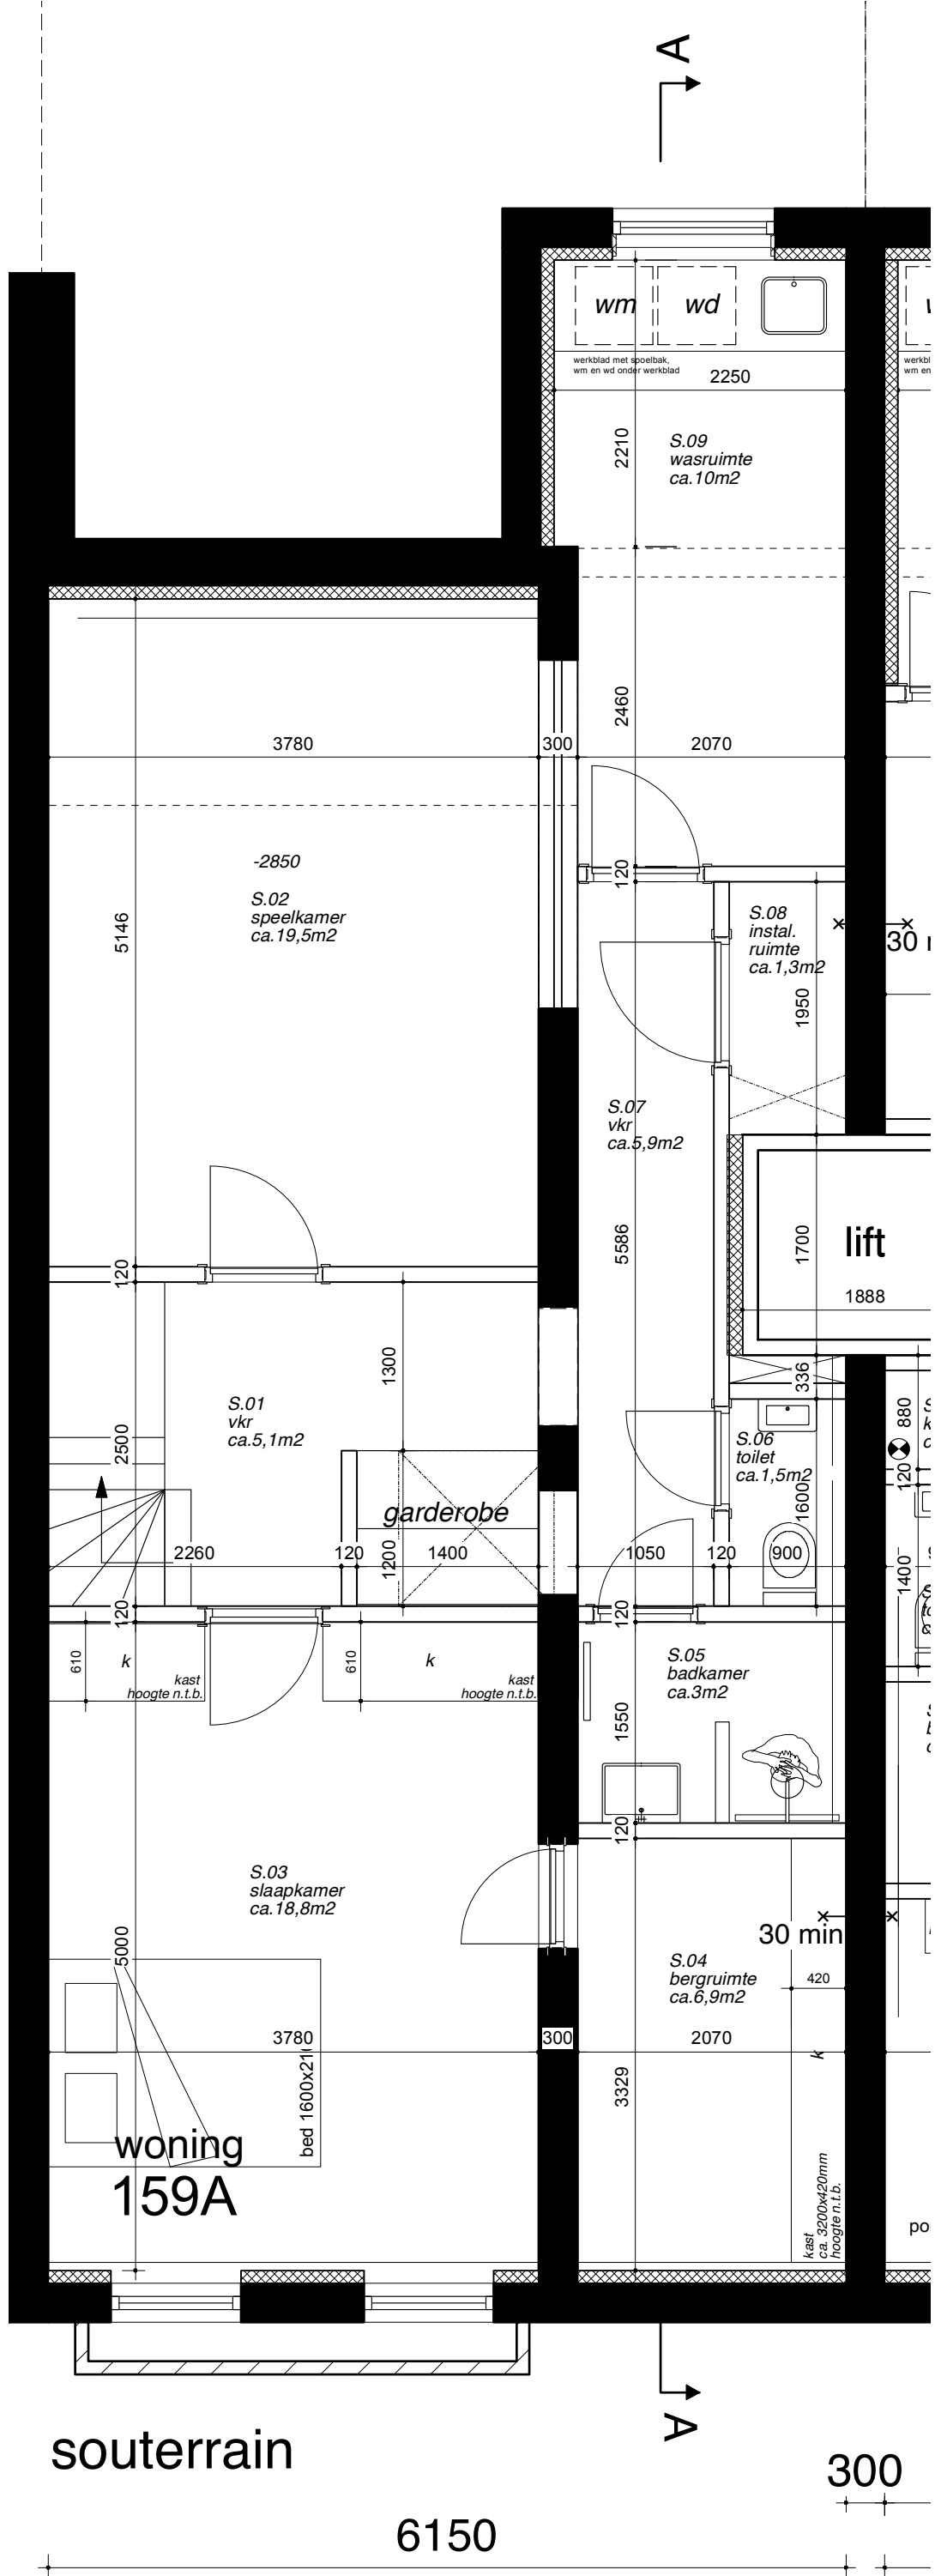 A
wm
wd
werkblad met spoelbak,
wm en wd onder werkblad
werkbl
wm en
2250
2210
S.09
wasruimte
ca.10m2
2460
3780
300
2070
-2850
S.02
speelkamer
ca.19,5m2
5146
120
S.08
instal.
ruimte
ca.1,3m2
30
1950
S.07
vkr
ca.5,9m2
5586
1700
lift
1888
120
1300
336
S.01
vkr
ca.5,1m2
2500
880
S.06
toilet
ca.1,5m2
120
1600
garderobe
2260
120
1400
1200
1050
120
900
1400
120
120
610
k
kast
hoogte n.t.b.
610
k
kast
hoogte n.t.b.
S.05
badkamer
ca.3m2
1550
120
S.03
slaapkamer
ca.18,8m2
5000
30 min
S.04
bergruimte
ca.6,9m2
420
3780
300
2070
k
bed 1600x210
3329
woning
159A
kast
ca. 3200x420mm
hoogte n.t.b.
A
souterrain
300
6150